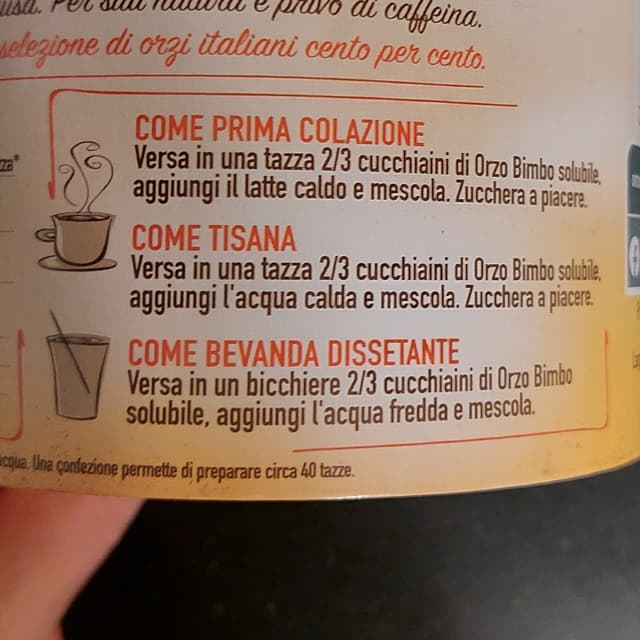 Per sua natura è privo di caffeina.
selezione di orzi italiani cento per cento.
COME PRIMA COLAZIONE
Versa in una tazza 2/3 cucchiaini di Orzo Bimbo solubile,
aggiungi il latte caldo e mescola. Zucchera a piacere.
COME TISANA
Versa in una tazza 2/3 cucchiaini di Orzo Bimbo solubile,
aggiungi l'acqua calda e mescola. Zucchera a piacere.
COME BEVANDA DISSETANTE
Versa in un bicchiere 2/3 cucchiaini di Orzo Bimbo
solubile, aggiungi l'acqua fredda e mescola.
acqua. Una confezione permette di preparare circa 40 tazze.